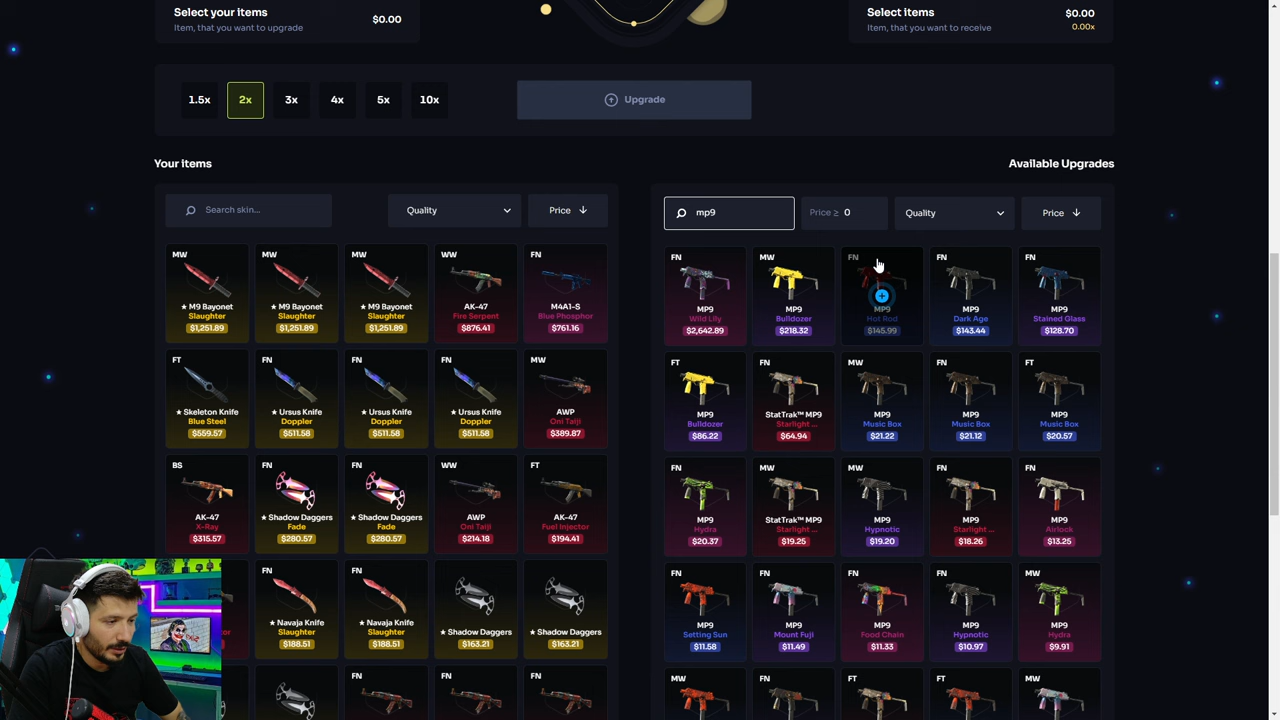 Select your items
Item, that you want to upgrade
$0.00
Select items
Item, that you want to receive
$0.00
0.00x
1.5x
2x
3x
4x
5x
10x
Upgrade
Your items
Available Upgrades
Search skin...
Quality
Price
mp9
Price ≥ 0
Quality
Price
MW
★ M9 Bayonet
Slaughter
$1,251.89
MW
★ M9 Bayonet
Slaughter
$1,251.89
MW
★ M9 Bayonet
Slaughter
$1,251.89
WW
AK-47
Fire Serpent
$876.41
FN
M4A1-S
Blue Phosphor
$761.16
FT
★ Skeleton Knife
Blue Steel
$559.57
FN
★ Ursus Knife
Doppler
$511.58
FN
★ Ursus Knife
Doppler
$511.58
FN
★ Ursus Knife
Doppler
$511.58
MW
AWP
Oni Taiji
$389.87
BS
AK-47
X-Ray
$315.57
FN
★ Shadow Daggers
Fade
$280.57
FN
★ Shadow Daggers
Fade
$280.57
WW
AWP
Oni Taiji
$214.18
FT
AK-47
Fuel Injector
$194.41
FN
★ Navaja Knife
Slaughter
$188.51
FN
★ Navaja Knife
Slaughter
$188.51
★ Shadow Daggers
$163.21
★ Shadow Daggers
$163.21
FN
FN
FN
FN
MP9
Wild Lily
$2,642.89
MW
MP9
Bulldozer
$218.32
FN
MP9
Hot Rod
$145.99
FN
MP9
Dark Age
$143.44
FN
MP9
Stained Glass
$128.70
FT
MP9
Bulldozer
$86.22
FN
StatTrak™ MP9
Starlight ...
$64.94
MW
MP9
Music Box
$21.22
FN
MP9
Music Box
$21.12
FT
MP9
Music Box
$20.57
FN
MP9
Hydra
$20.37
MW
StatTrak™ MP9
Starlight ...
$19.25
MW
MP9
Hypnotic
$19.20
FN
MP9
Starlight ...
$18.26
FN
MP9
Airlock
$13.25
FN
MP9
Setting Sun
$11.58
FN
MP9
Mount Fuji
$11.49
FN
MP9
Food Chain
$11.33
FN
MP9
Hypnotic
$10.97
MW
MP9
Hydra
$9.91
MW
FN
FT
FT
MW